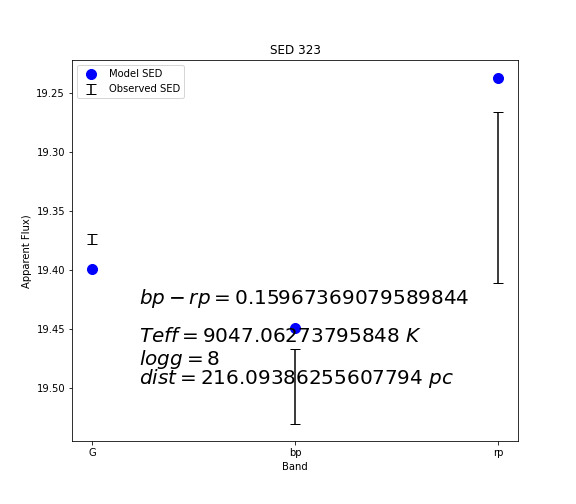 SED 323
Model SED
Observed SED
19.25
19.30
19.35
19.40
19.45
19.50
Apparent Flux)
bp − rp = 0.15967369079589844
Teff = 9047.06273795848 K
logg = 8
dist = 216.09386255607794 pc
G
bp
rp
Band